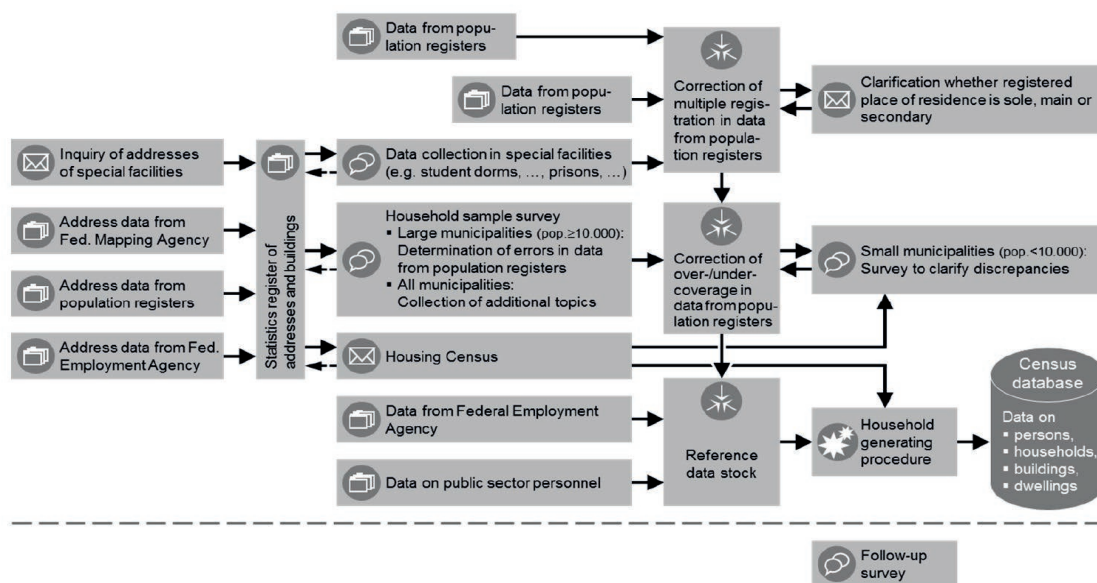 Data from popu-
lation registers
Data from popu-
lation registers
Correction of
multiple regis-
tration in data
from popula-
tion registers
Clarification whether registered
place of residence is sole, main or
secondary
Inquiry of addresses
of special facilities
Address data from
Fed. Mapping Agency
Address data from
population registers
Address data from Fed.
Employment Agency
Statistics register of
addresses and buildings
Data collection in special facilities
(e.g. student dorms, ..., prisons, ...)
Household sample survey
▪ Large municipalities (pop.≥10.000):
Determination of errors in data
from population registers
▪ All municipalities:
Collection of additional topics
Correction of
over-/under-
coverage in
data from popu-
lation registers
Small municipalities (pop.<10.000):
Survey to clarify discrepancies
Housing Census
Data from Federal Employment
Agency
Data on public sector personnel
Reference
data stock
Household
generating
procedure
Census
database
Data on
▪ persons,
▪ households,
▪ buildings,
▪ dwellings
Follow-up
survey